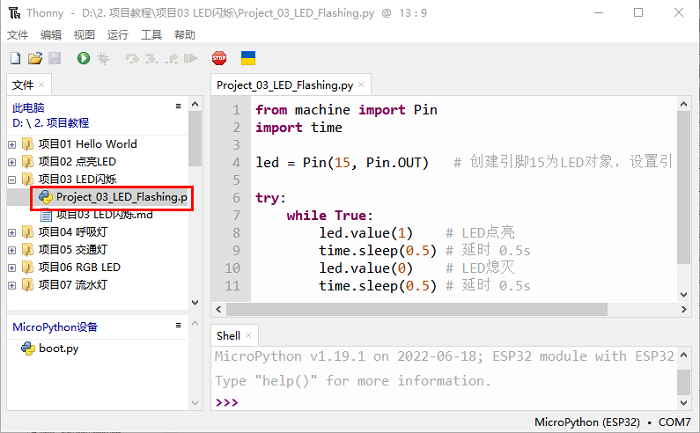 Thonny - D:\2. 项目教程\项目03 LED闪烁\Project_03_LED_Flashing.py @ 13 : 9
文件 编辑 视图 运行 工具 帮助
STOP
文件 ×
此电脑
D: \ 2. 项目教程
项目01 Hello World
项目02 点亮LED
项目03 LED闪烁
Project_03_LED_Flashing.p
项目03 LED闪烁.md
项目04 呼吸灯
项目05 交通灯
项目06 RGB LED
项目07 流水灯
MicroPython设备
boot.py
Project_03_LED_Flashing.py ×
1 from machine import Pin
2 import time
3
4 led = Pin(15, Pin.OUT) # 创建引脚15为LED对象，设置引
5
6 try:
7 while True:
8 led.value(1) # LED点亮
9 time.sleep(0.5) # 延时 0.5s
10 led.value(0) # LED熄灭
11 time.sleep(0.5) # 延时 0.5s
Shell ×
MicroPython v1.19.1 on 2022-06-18; ESP32 module with ESP32
Type "help()" for more information.
>>>
MicroPython (ESP32) • COM7